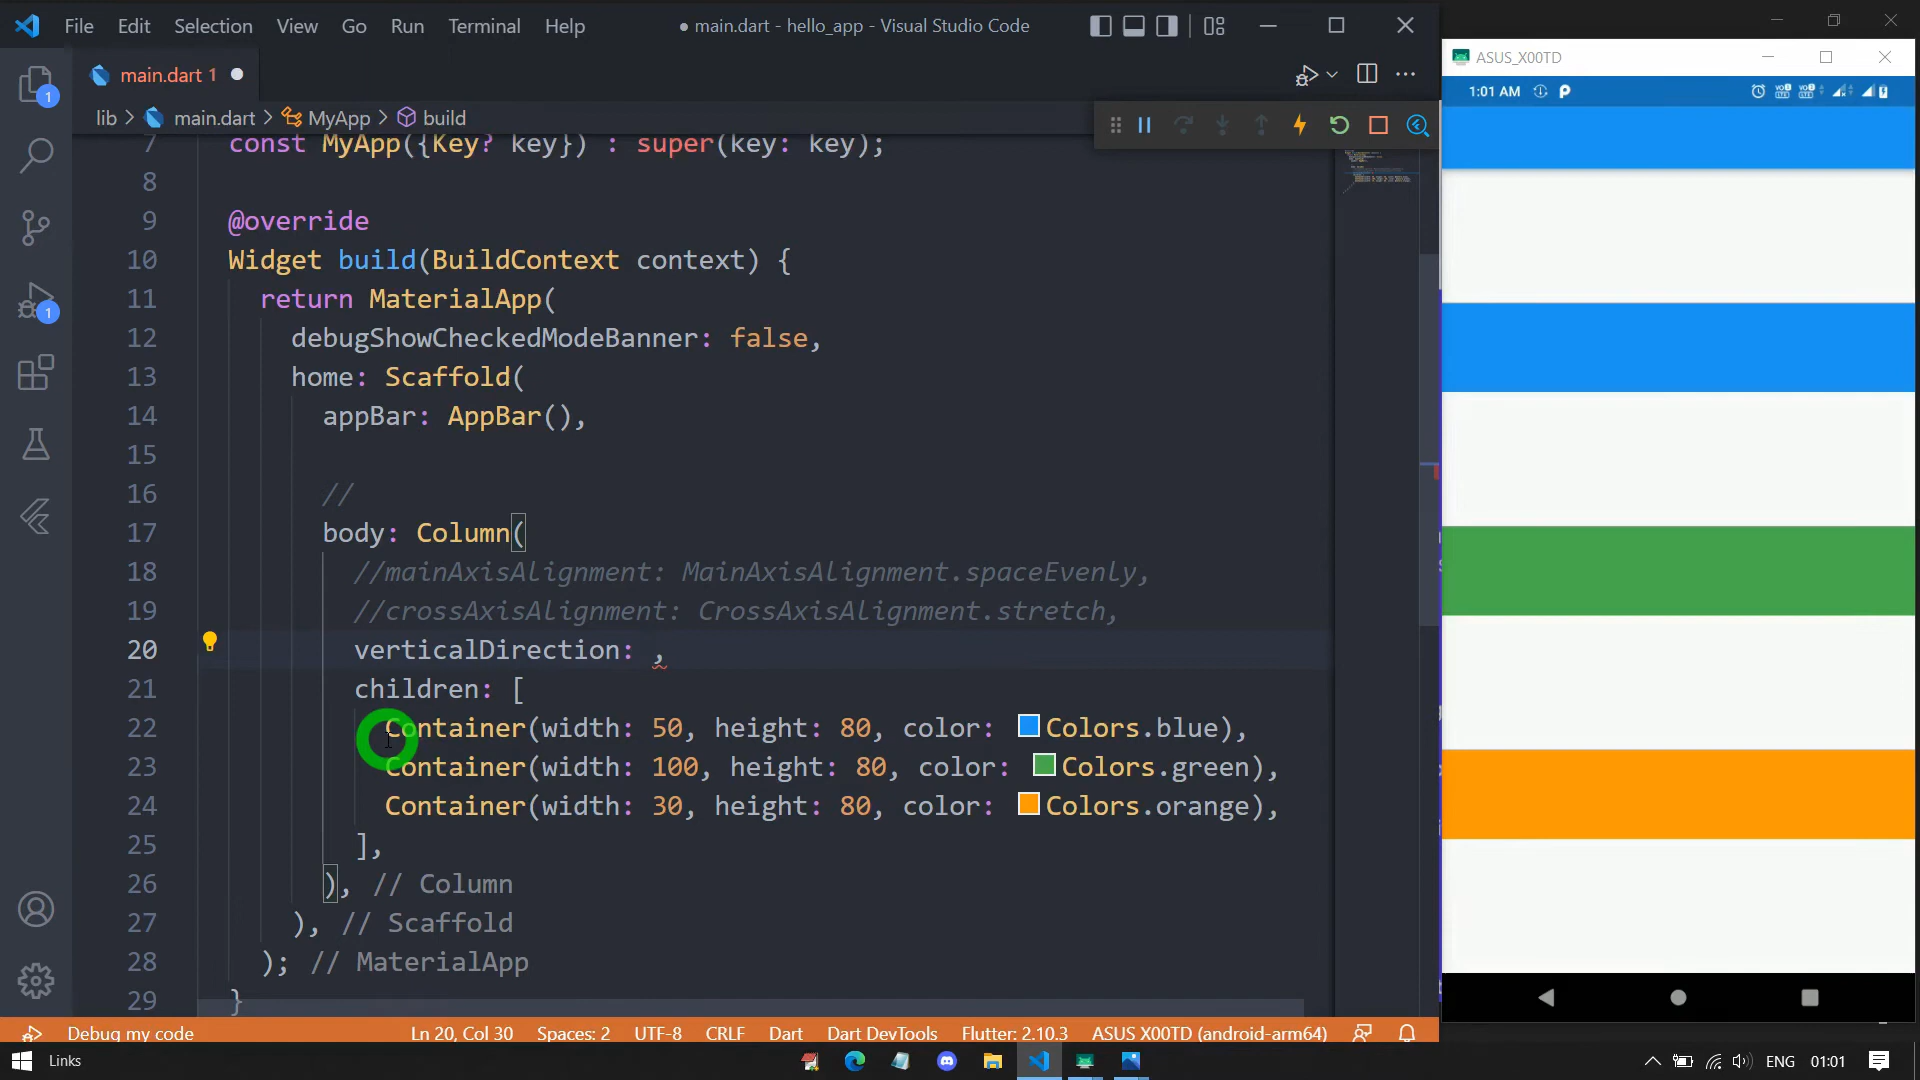 File Edit Selection View Go Run Terminal Help
● main.dart - hello_app - Visual Studio Code
ASUS_X00TD
main.dart 1
1:01 AM
lib > main.dart > MyApp > build
7 const MyApp({Key? key}) : super(key: key);
8
9 @override
10 Widget build(BuildContext context) {
11 return MaterialApp(
12 debugShowCheckedModeBanner: false,
13 home: Scaffold(
14 appBar: AppBar(),
15
16 //
17 body: Column(
18 //mainAxisAlignment: MainAxisAlignment.spaceEvenly,
19 //crossAxisAlignment: CrossAxisAlignment.stretch,
20 verticalDirection: ,
21 children: [
22 Container(width: 50, height: 80, color: Colors.blue),
23 Container(width: 100, height: 80, color: Colors.green),
24 Container(width: 30, height: 80, color: Colors.orange),
25 ],
26 ), // Column
27 ), // Scaffold
28 ); // MaterialApp
29 }
1
1
Debug my code Ln 20, Col 30 Spaces: 2 UTF-8 CRLF Dart Dart DevTools Flutter: 2.10.3 ASUS X00TD (android-arm64)
Links ENG 01:01